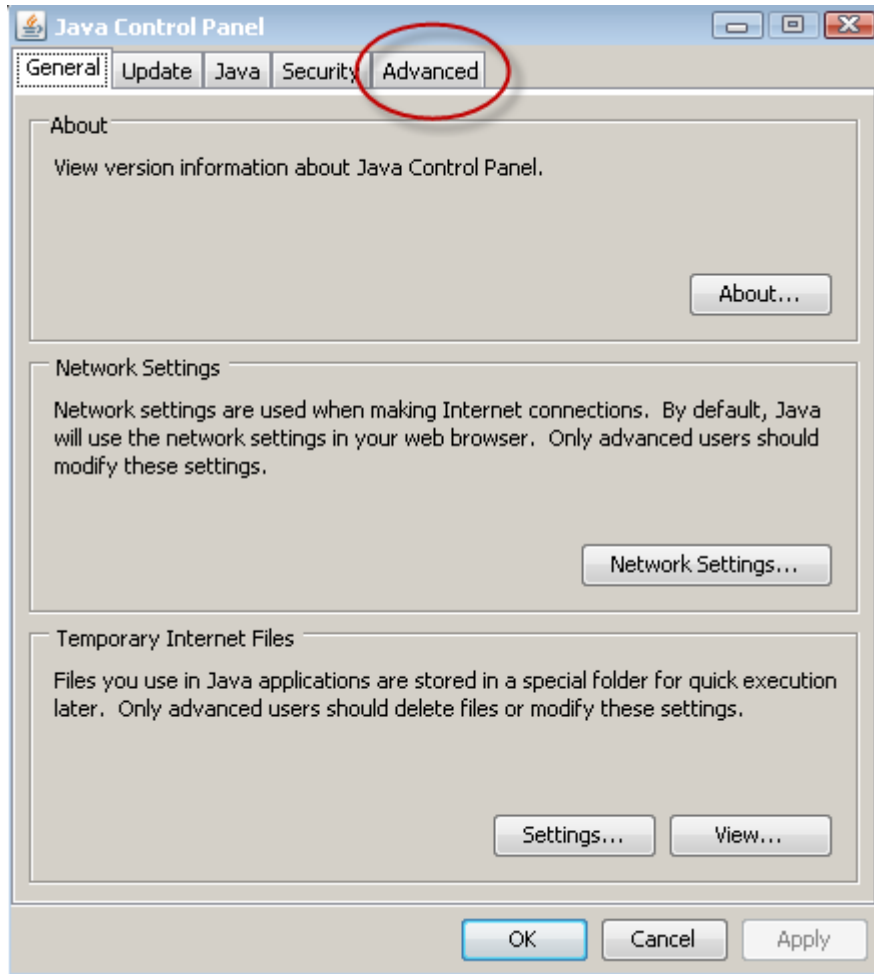 Java Control Panel
General Update Java Security Advanced
About
View version information about Java Control Panel.
About...
Network Settings
Network settings are used when making Internet connections. By default, Java
will use the network settings in your web browser. Only advanced users should
modify these settings.
Network Settings...
Temporary Internet Files
Files you use in Java applications are stored in a special folder for quick execution
later. Only advanced users should delete files or modify these settings.
Settings... View...
OK Cancel Apply